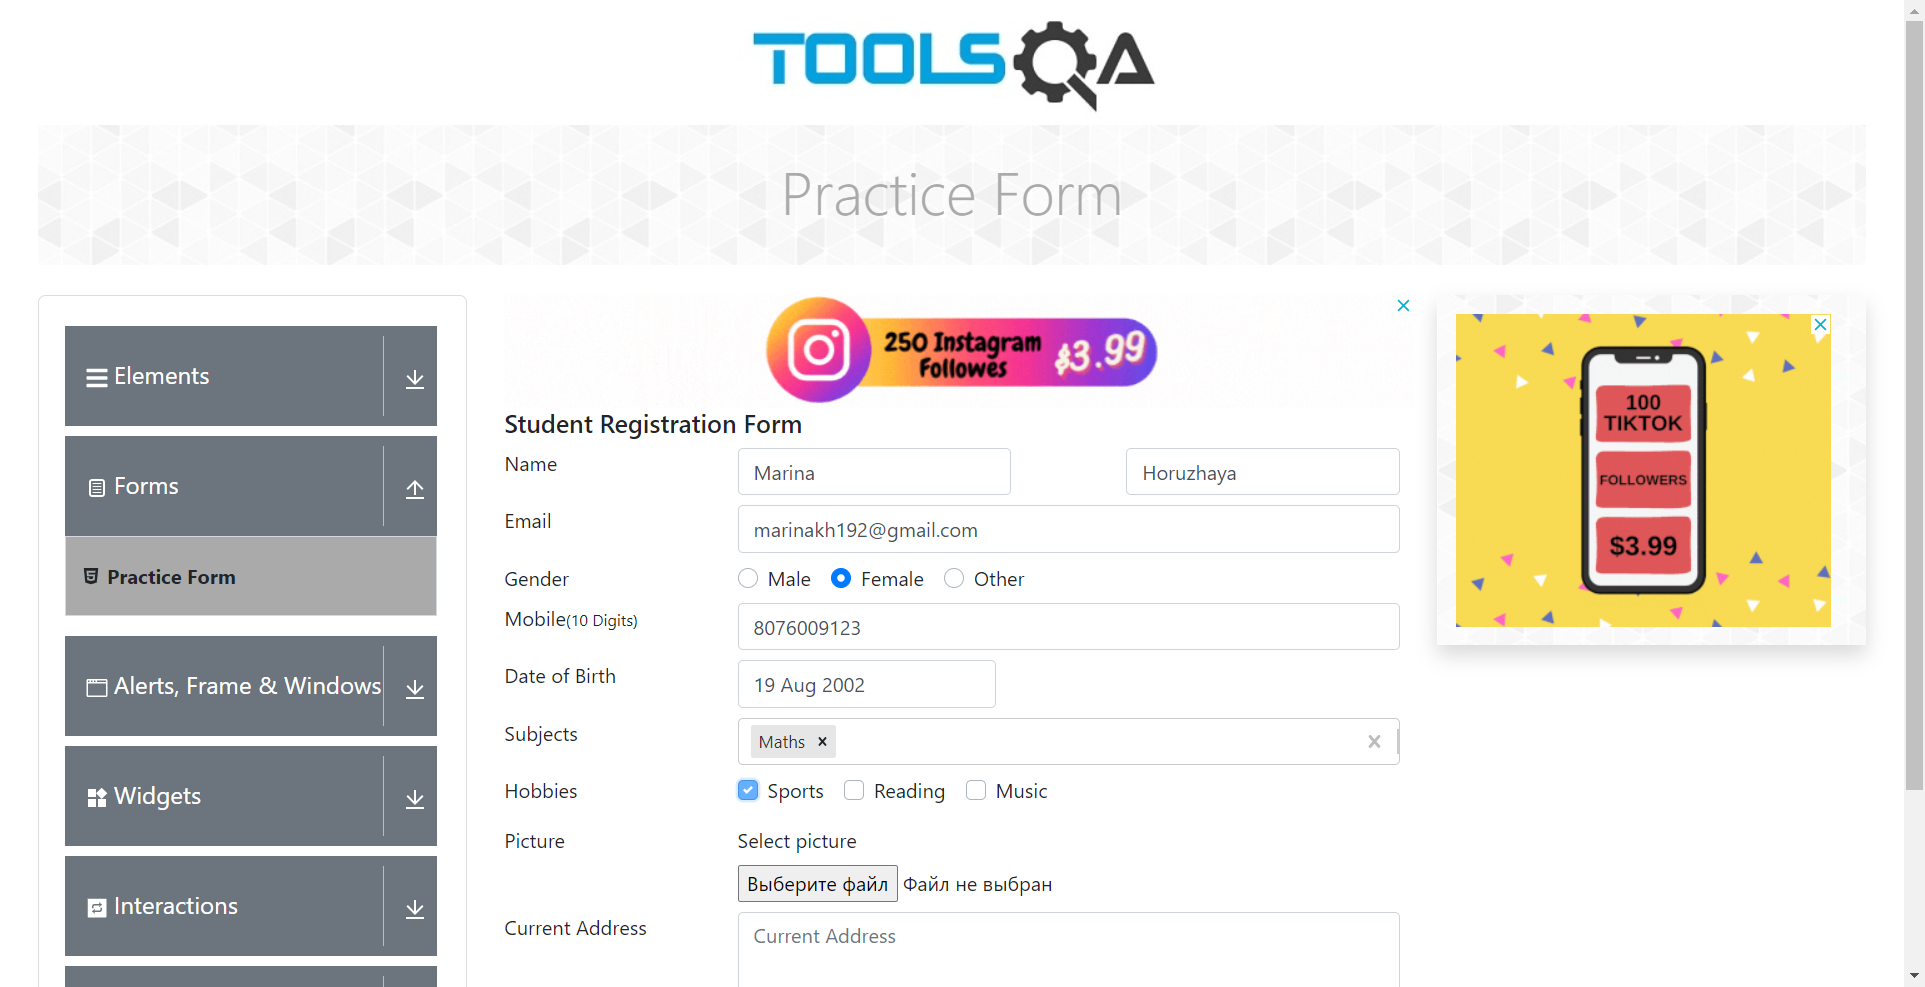 TOOLSQA
Practice Form
Elements
Forms
Practice Form
Alerts, Frame & Windows
Widgets
Interactions
250 Instagram
Followes
$3.99
Student Registration Form
Name
Marina
Horuzhaya
Email
marinakh192@gmail.com
Gender
Male
Female
Other
Mobile(10 Digits)
8076009123
Date of Birth
19 Aug 2002
Subjects
Maths
Hobbies
Sports
Reading
Music
Picture
Select picture
Выберите файл
Файл не выбран
Current Address
Current Address
100
TIKTOK
FOLLOWERS
$3.99